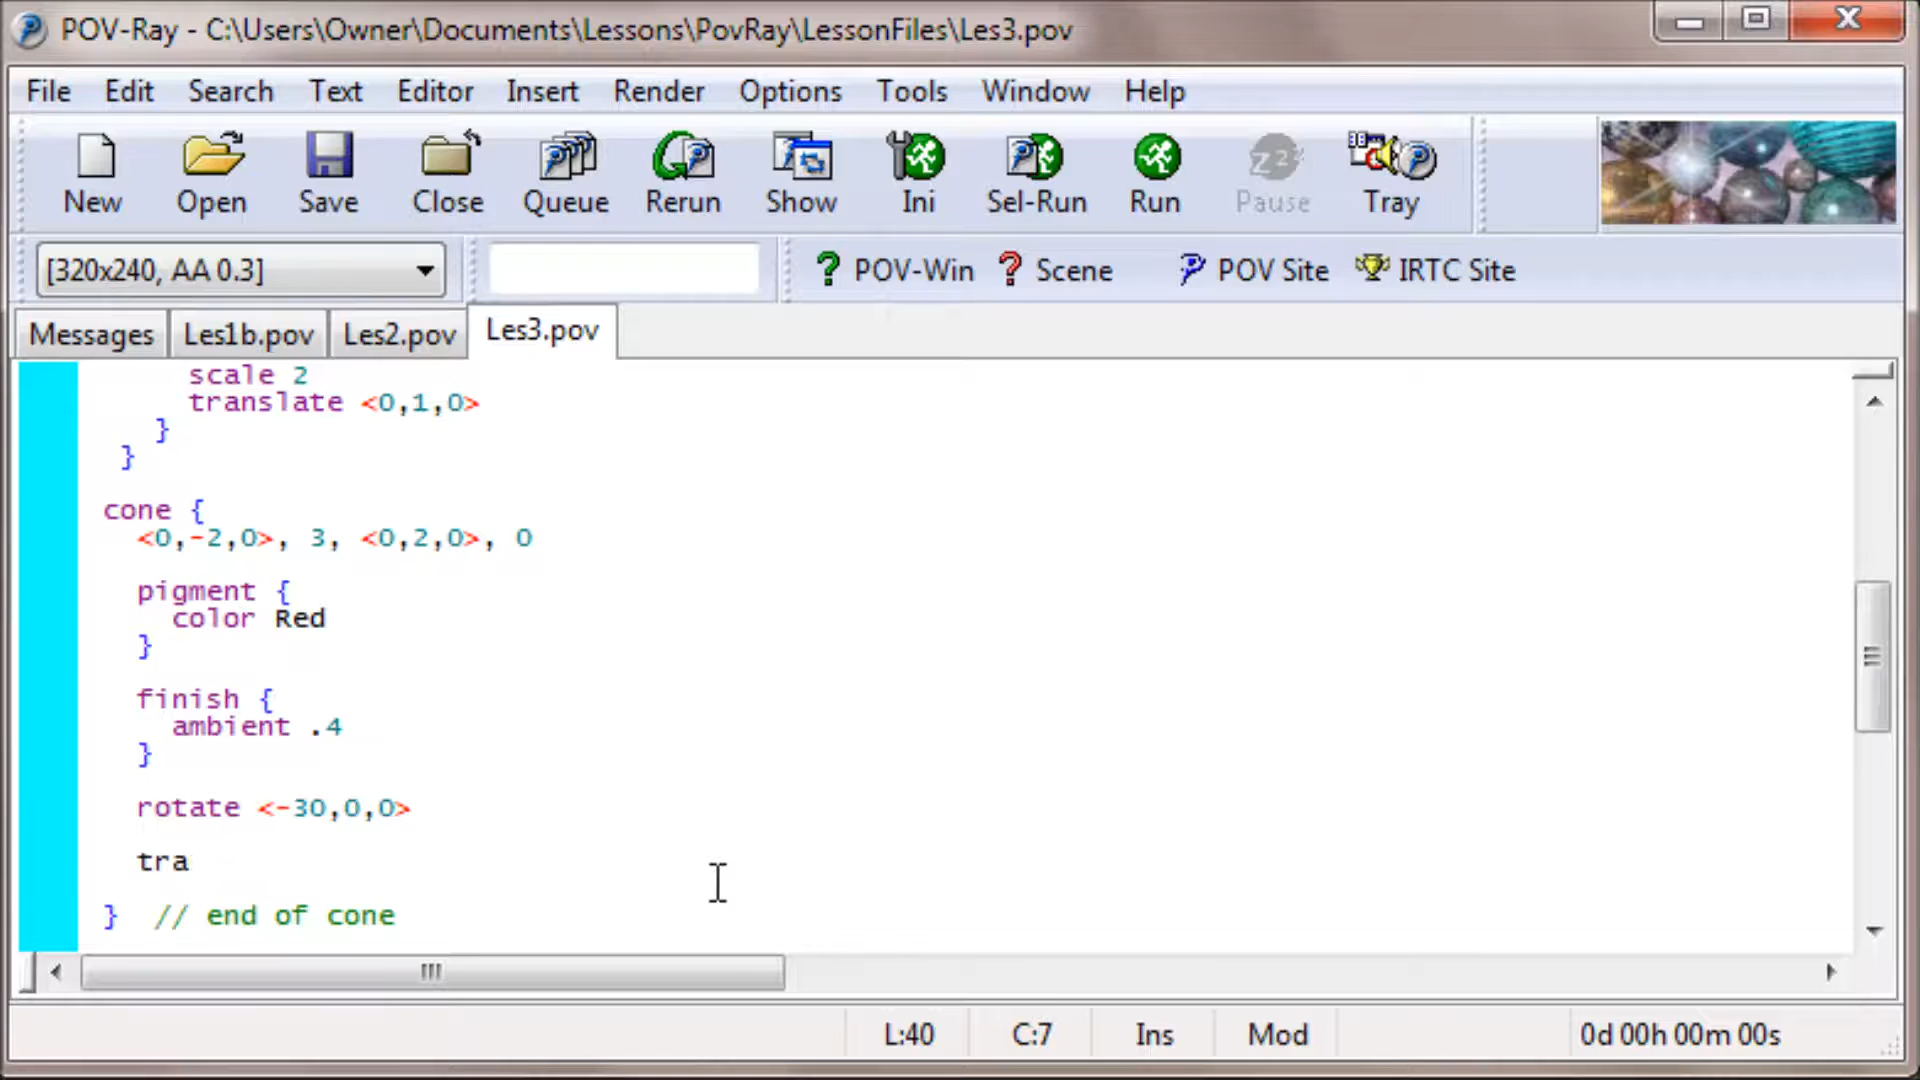 POV-Ray - C:\Users\Owner\Documents\Lessons\PovRay\LessonFiles\Les3.pov
File Edit Search Text Editor Insert Render Options Tools Window Help
New Open Save Close Queue Rerun Show Ini Sel-Run Run Pause Tray
[320x240, AA 0.3] POV-Win Scene POV Site IRTC Site
Messages Les1b.pov Les2.pov Les3.pov
scale 2
translate <0,1,0>
}
}
cone {
<0,-2,0>, 3, <0,2,0>, 0
pigment {
color Red
}
finish {
ambient .4
}
rotate <-30,0,0>
tra
} // end of cone
L:40 C:7 Ins Mod 0d 00h 00m 00s